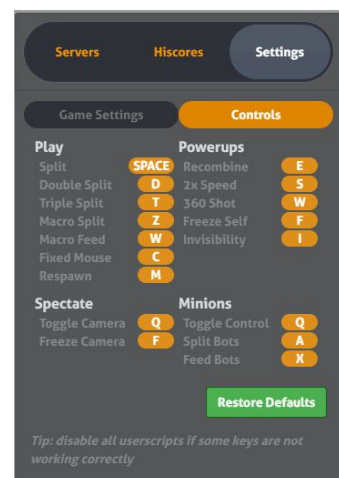 Servers Hiscores Settings
Game Settings Controls
Play Powerups
Split SPACE Recombine E
Double Split D 2x Speed S
Triple Split T 360 Shot W
Macro Split Z Freeze Self F
Macro Feed W Invisibility I
Fixed Mouse C
Respawn M
Spectate Minions
Toggle Camera Q Toggle Control Q
Freeze Camera F Split Bots A
Feed Bots X
Restore Defaults
Tip: disable all userscripts if some keys are not
working correctly